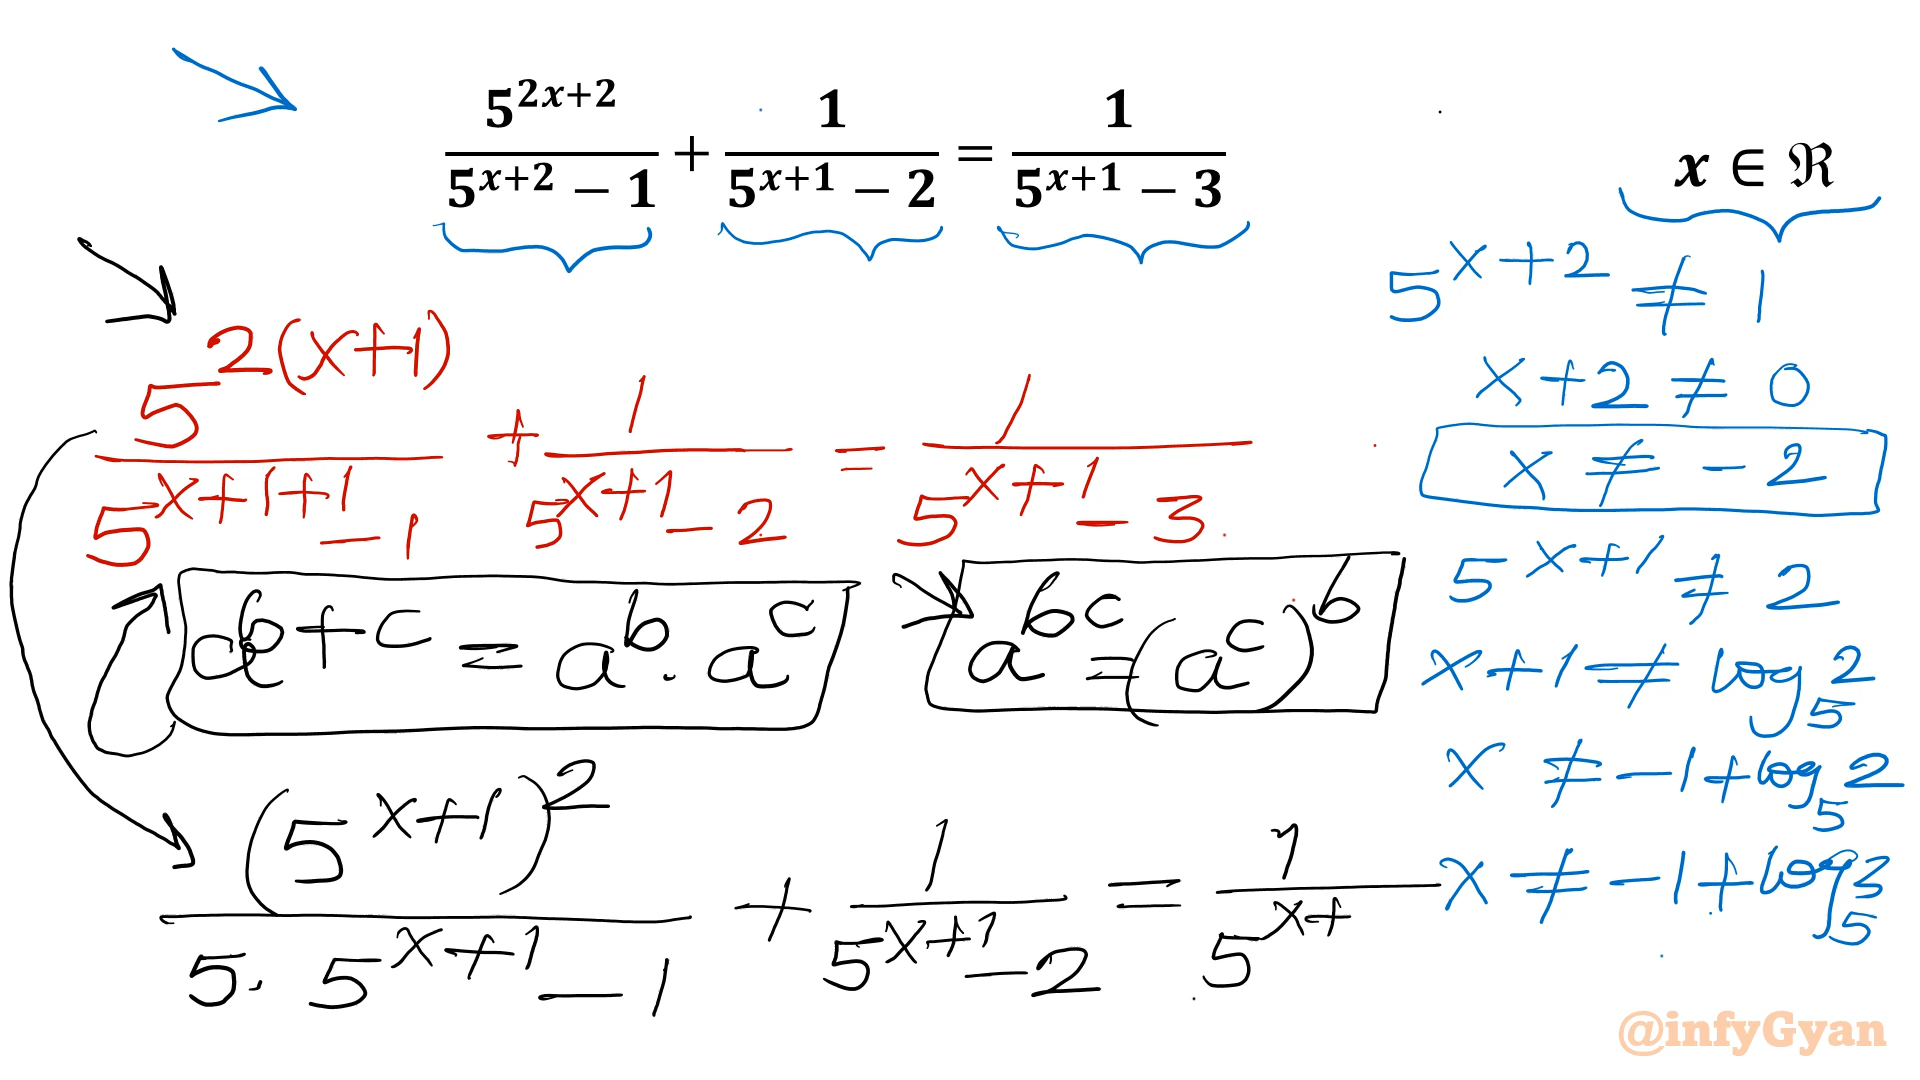 5^{2x+2}/(5^{x+2} − 1) + 1/(5^{x+1} − 2) = 1/(5^{x+1} − 3)
x ∈ ℜ
5^{x+2} ≠ 1
x+2 ≠ 0
x ≠ −2
5^{x+1} ≠ 2
x+1 ≠ log_5 2
x ≠ −1+log_5 2
x ≠ −1+log_5 3
5^{2(x+1)}/(5^{x+1+1} − 1) + 1/(5^{x+1} − 2) = 1/(5^{x+1} − 3)
a^{b+c} = a^b · a^c
a^{bc} = (a^c)^b
(5^{x+1})^2/(5 · 5^{x+1} − 1) + 1/(5^{x+1} − 2) = 1/5^{x+
@infyGyan